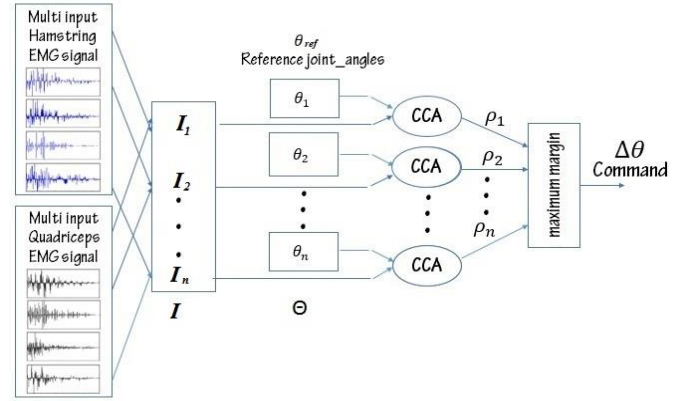 Multi input
Hamstring
EMG signal
Multi input
Quadriceps
EMG signal
I₁
I₂
Iₙ
I
θ_ref
Reference joint_angles
θ₁
θ₂
θₙ
Θ
CCA
CCA
CCA
ρ₁
ρ₂
ρₙ
maximum margin
Δθ
Command